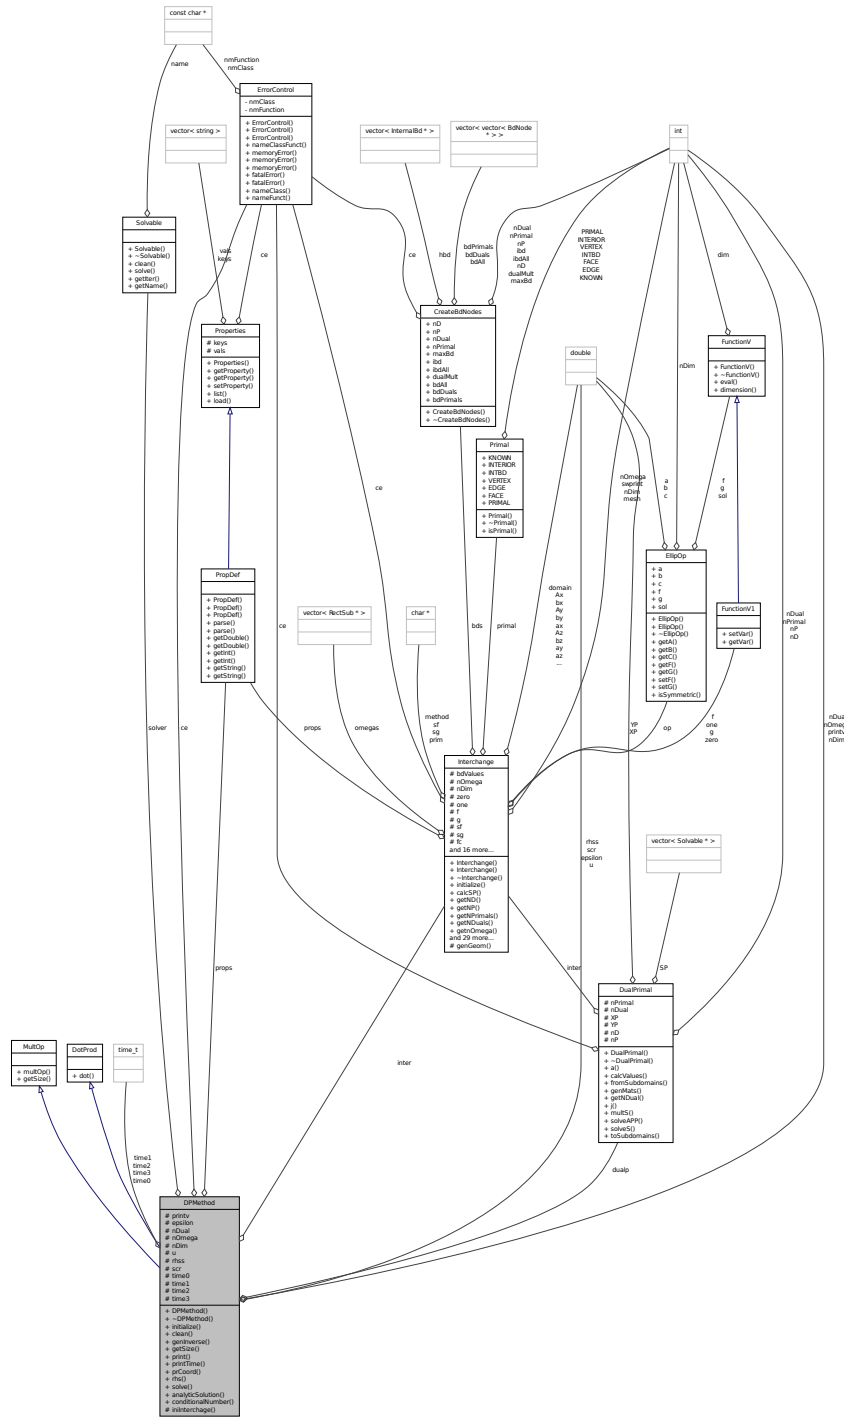 const char *
name
nmFunction
nmClass
ErrorControl
- nmClass
- nmFunction
+ ErrorControl()
+ ErrorControl()
+ ErrorControl()
+ nameClassFunct()
+ memoryError()
+ memoryError()
+ memoryError()
+ fatalError()
+ fatalError()
+ nameClass()
+ nameFunct()
vector< string >
vector< InternalBd * >
vector< vector< BdNode
* > >
int
Solvable
+ Solvable()
+ ~Solvable()
+ clean()
+ solve()
+ getIter()
+ getName()
vals
keys
ce
ce
hbd
bdPrimals
bdDuals
bdAll
nDual
nPrimal
nP
ibd
ibdAll
nD
dualMult
maxBd
PRIMAL
INTERIOR
VERTEX
INTBD
FACE
EDGE
KNOWN
dim
CreateBdNodes
+ nD
+ nP
+ nDual
+ nPrimal
+ maxBd
+ ibd
+ ibdAll
+ dualMult
+ bdAll
+ bdDuals
+ bdPrimals
+ CreateBdNodes()
+ ~CreateBdNodes()
Properties
# keys
# vals
+ Properties()
+ getProperty()
+ getProperty()
+ setProperty()
+ list()
+ load()
double
nDim
FunctionV
+ FunctionV()
+ ~FunctionV()
+ eval()
+ dimension()
Primal
+ KNOWN
+ INTERIOR
+ INTBD
+ VERTEX
+ EDGE
+ FACE
+ PRIMAL
+ Primal()
+ ~Primal()
+ isPrimal()
ce
nOmega
swprint
nDim
mesh
a
b
c
f
g
sol
EllipOp
+ a
+ b
+ c
+ f
+ g
+ sol
+ EllipOp()
+ EllipOp()
+ ~EllipOp()
+ getA()
+ getB()
+ getC()
+ getF()
+ getG()
+ setF()
+ setG()
+ isSymmetric()
PropDef
+ PropDef()
+ PropDef()
+ PropDef()
+ parse()
+ parse()
+ getDouble()
+ getDouble()
+ getInt()
+ getInt()
+ getString()
+ getString()
vector< RectSub * >
char *
FunctionV1
+ setVar()
+ getVar()
ce
bds
primal
domain
Ax
bx
Ay
by
ax
Az
bz
ay
az
...
nDual
nPrimal
nP
nD
solver
ce
props
omegas
method
sf
sg
prim
YP
XP
op
f
one
g
zero
nDua
nOmeg
printv
nDim
Interchange
# bdValues
# nOmega
# nDim
# zero
# one
# f
# g
# sf
# sg
# fc
and 16 more...
+ Interchange()
+ Interchange()
+ ~Interchange()
+ initialize()
+ calcSP()
+ getND()
+ getNP()
+ getNPrimals()
+ getNDuals()
+ getnOmega()
and 29 more...
# genGeom()
rhss
scr
epsilon
u
vector< Solvable * >
props
inter
SP
DualPrimal
# nPrimal
# nDual
# XP
# YP
# nD
# nP
+ DualPrimal()
+ ~DualPrimal()
+ a()
+ calcValues()
+ fromSubdomains()
+ genMats()
+ getNDual()
+ j()
+ multS()
+ solveAPP()
+ solveS()
+ toSubdomains()
MultOp
+ multOp()
+ getSize()
DotProd
+ dot()
time_t
inter
time1
time2
time3
time0
dualp
DPMethod
# printv
# epsilon
# nDual
# nOmega
# nDim
# u
# rhss
# scr
# time0
# time1
# time2
# time3
+ DPMethod()
+ ~DPMethod()
+ initialize()
+ clean()
+ genInverse()
+ getSize()
+ print()
+ printTime()
+ prCoord()
+ rhs()
+ solve()
+ analyticSolution()
+ conditionalNumber()
# iniInterchage()